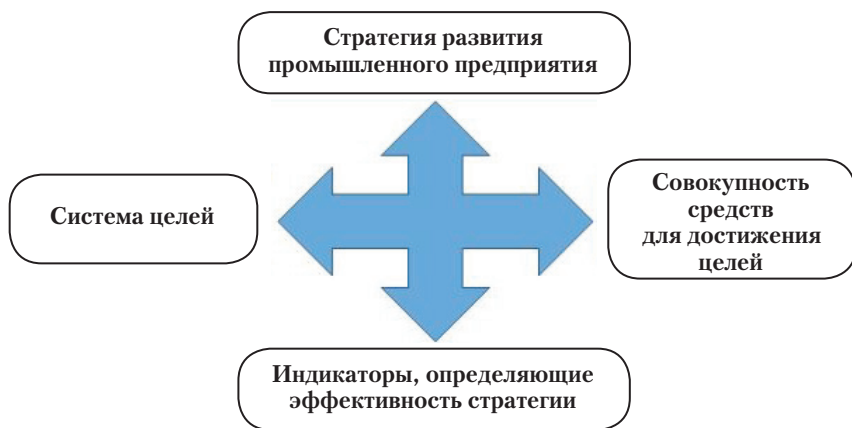 Стратегия развития
промышленного предприятия
Система целей
Совокупность
средств
для достижения
целей
Индикаторы, определяющие
эффективность стратегии